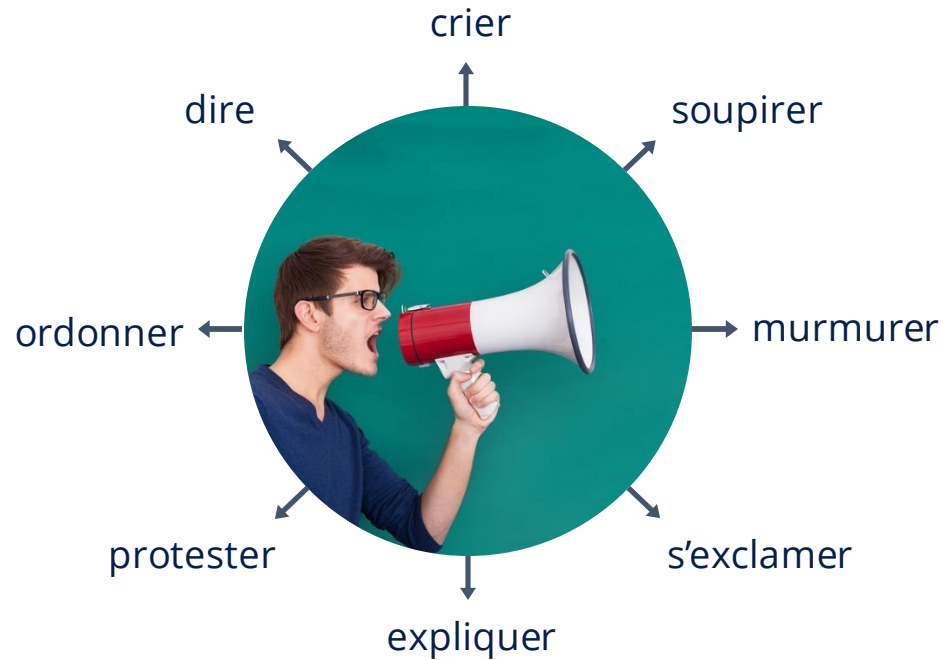 crier
dire
soupirer
ordonner
murmurer
protester
s’exclamer
expliquer